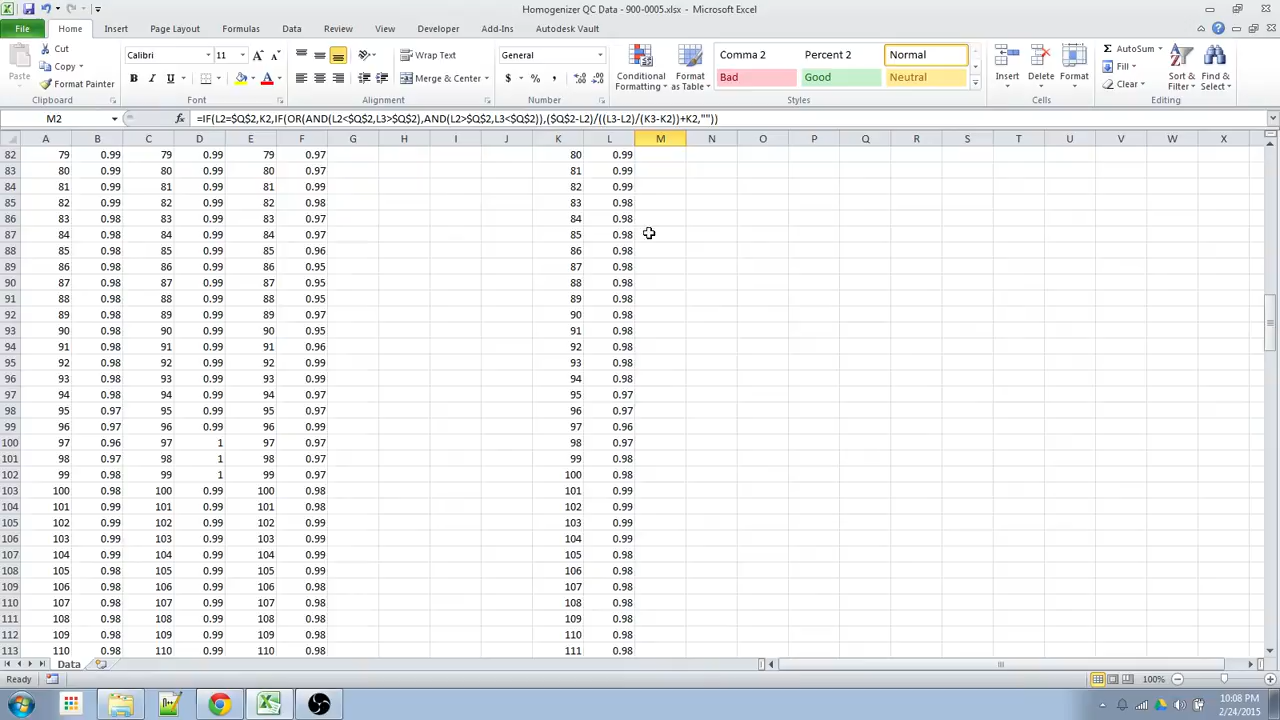 Homogenizer QC Data - 900-0005.xlsx - Microsoft Excel
File Home Insert Page Layout Formulas Data Review View Developer Add-Ins Autodesk Vault
Cut Calibri 11 Wrap Text General Comma 2 Percent 2 Normal AutoSum
Copy Format Painter Merge & Center Bad Good Neutral Fill Clear
Paste Conditional Formatting Format as Table Insert Delete Format Sort & Filter Find & Select
Clipboard Font Alignment Number Styles Cells Editing
M2 fx =IF(L2=$Q$2,K2,IF(OR(AND(L2<$Q$2,L3>$Q$2),AND(L2>$Q$2,L3<$Q$2)),($Q$2-L2)/((L3-L2)/(K3-K2))+K2,""))
A B C D E F G H I J K L M N O P Q R S T U V W X
82 79 0.99 79 0.99 79 0.97 80 0.99
83 80 0.99 80 0.99 80 0.97 81 0.99
84 81 0.99 81 0.99 81 0.99 82 0.99
85 82 0.99 82 0.99 82 0.98 83 0.98
86 83 0.98 83 0.99 83 0.97 84 0.98
87 84 0.98 84 0.99 84 0.97 85 0.98
88 85 0.98 85 0.99 85 0.96 86 0.98
89 86 0.98 86 0.99 86 0.95 87 0.98
90 87 0.98 87 0.99 87 0.95 88 0.98
91 88 0.98 88 0.99 88 0.95 89 0.98
92 89 0.98 89 0.99 89 0.97 90 0.98
93 90 0.98 90 0.99 90 0.95 91 0.98
94 91 0.98 91 0.99 91 0.96 92 0.98
95 92 0.98 92 0.99 92 0.99 93 0.98
96 93 0.98 93 0.99 93 0.99 94 0.98
97 94 0.98 94 0.99 94 0.97 95 0.97
98 95 0.97 95 0.99 95 0.97 96 0.97
99 96 0.97 96 0.99 96 0.99 97 0.96
100 97 0.96 97 1 97 0.97 98 0.97
101 98 0.97 98 1 98 0.97 99 0.98
102 99 0.98 99 1 99 0.97 100 0.98
103 100 0.98 100 0.99 100 0.98 101 0.99
104 101 0.99 101 0.99 101 0.98 102 0.99
105 102 0.99 102 0.99 102 0.99 103 0.99
106 103 0.99 103 0.99 103 0.99 104 0.99
107 104 0.99 104 0.99 104 0.99 105 0.98
108 105 0.98 105 0.99 105 0.99 106 0.98
109 106 0.98 106 0.99 106 0.98 107 0.98
110 107 0.98 107 0.99 107 0.98 108 0.98
111 108 0.98 108 0.99 108 0.98 109 0.98
112 109 0.98 109 0.99 109 0.98 110 0.98
113 110 0.98 110 0.99 110 0.98 111 0.98
Data
Ready 100%
10:08 PM
2/24/2015